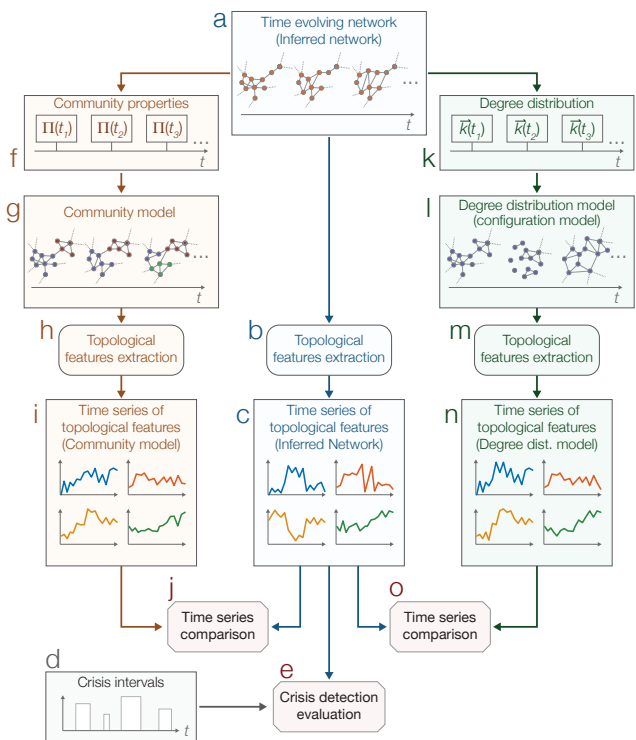 a
Time evolving network
(Inferred network)
...
t
Community properties
Π(t₁)
Π(t₂)
Π(t₃)
...
f
t
Degree distribution
k⃗(t₁)
k⃗(t₂)
k⃗(t₃)
...
k
t
g
Community model
...
t
l
Degree distribution model
(configuration model)
...
t
h
Topological
features extraction
b
Topological
features extraction
m
Topological
features extraction
i
Time series of
topological features
(Community model)
c
Time series of
topological features
(Inferred Network)
n
Time series of
topological features
(Degree dist. model)
j
Time series
comparison
o
Time series
comparison
d
Crisis intervals
t
e
Crisis detection
evaluation